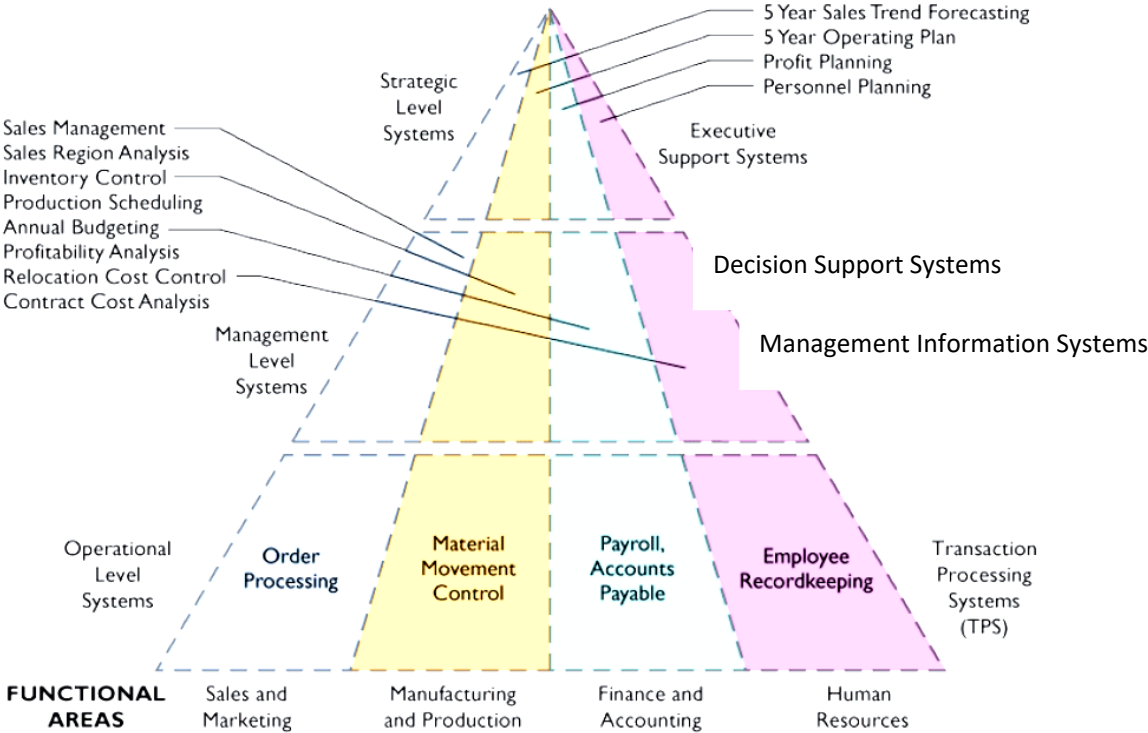 5 Year Sales Trend Forecasting
5 Year Operating Plan
Profit Planning
Personnel Planning
Strategic
Level
Systems
Executive
Support Systems
Sales Management
Sales Region Analysis
Inventory Control
Production Scheduling
Annual Budgeting
Profitability Analysis
Relocation Cost Control
Contract Cost Analysis
Decision Support Systems
Management
Level
Systems
Management Information Systems
Operational
Level
Systems
Order
Processing
Material
Movement
Control
Payroll,
Accounts
Payable
Employee
Recordkeeping
Transaction
Processing
Systems
(TPS)
FUNCTIONAL
AREAS
Sales and
Marketing
Manufacturing
and Production
Finance and
Accounting
Human
Resources